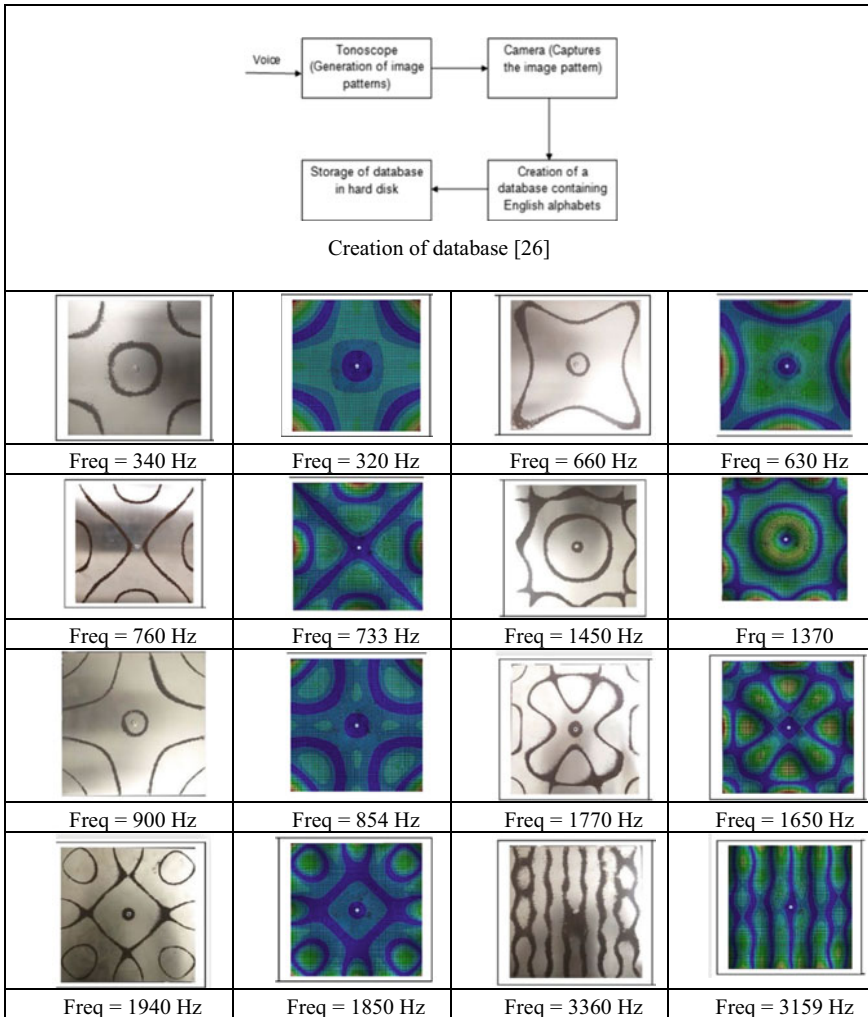 Voice
Tonoscope
(Generation of image
patterns)
Camera (Captures
the image pattern)
Storage of database
in hard disk
Creation of a
database containing
English alphabets
Creation of database [26]
Freq = 340 Hz
Freq = 320 Hz
Freq = 660 Hz
Freq = 630 Hz
Freq = 760 Hz
Freq = 733 Hz
Freq = 1450 Hz
Frq = 1370
Freq = 900 Hz
Freq = 854 Hz
Freq = 1770 Hz
Freq = 1650 Hz
Freq = 1940 Hz
Freq = 1850 Hz
Freq = 3360 Hz
Freq = 3159 Hz